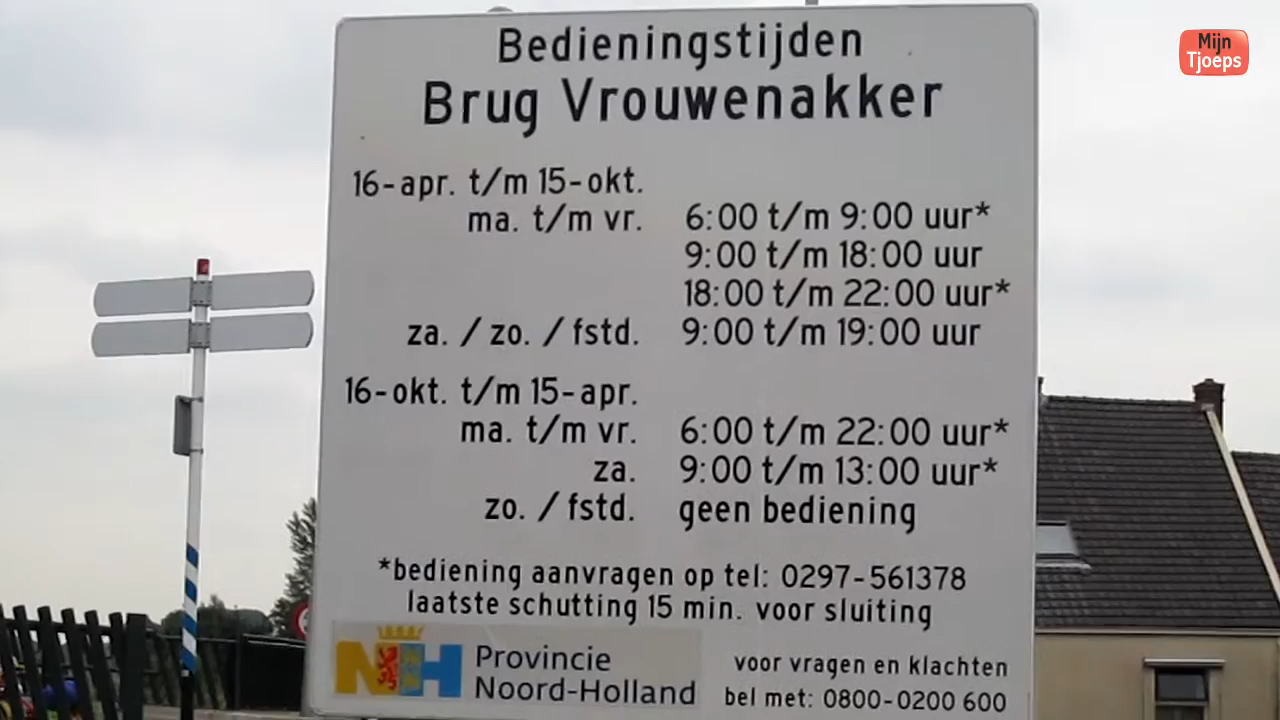 Mijn
Tjoeps
Bedieningstijden
Brug Vrouwenakker
16-apr. t/m 15-okt.
ma. t/m vr. 6:00 t/m 9:00 uur*
9:00 t/m 18:00 uur
18:00 t/m 22:00 uur*
za. / zo. / fstd. 9:00 t/m 19:00 uur
16-okt. t/m 15-apr.
ma. t/m vr. 6:00 t/m 22:00 uur*
za. 9:00 t/m 13:00 uur*
zo. / fstd. geen bediening
*bediening aanvragen op tel: 0297-561378
laatste schutting 15 min. voor sluiting
NH Provincie
Noord-Holland
voor vragen en klachten
bel met: 0800-0200 600